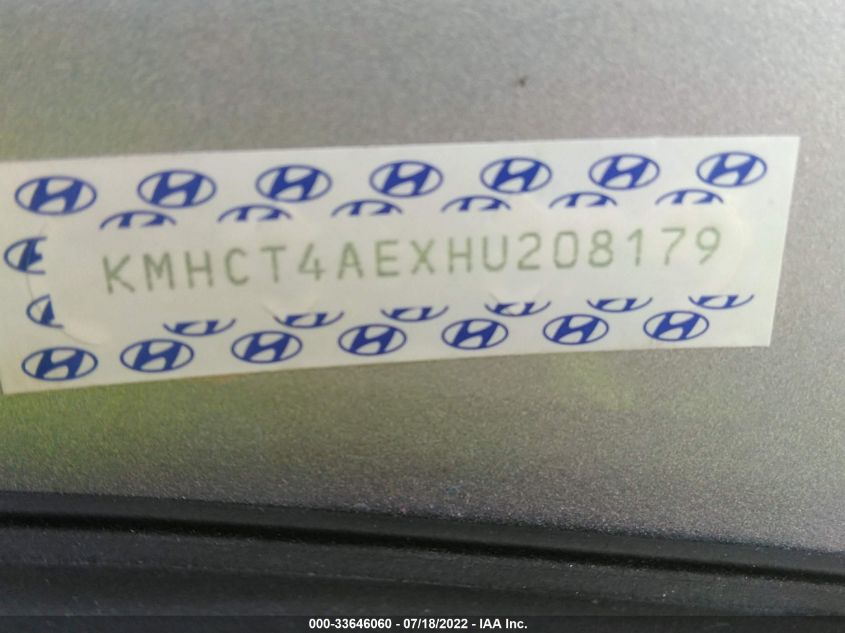 KMHCT4AEXHU208179
000-33646060 - 07/18/2022 - IAA Inc.